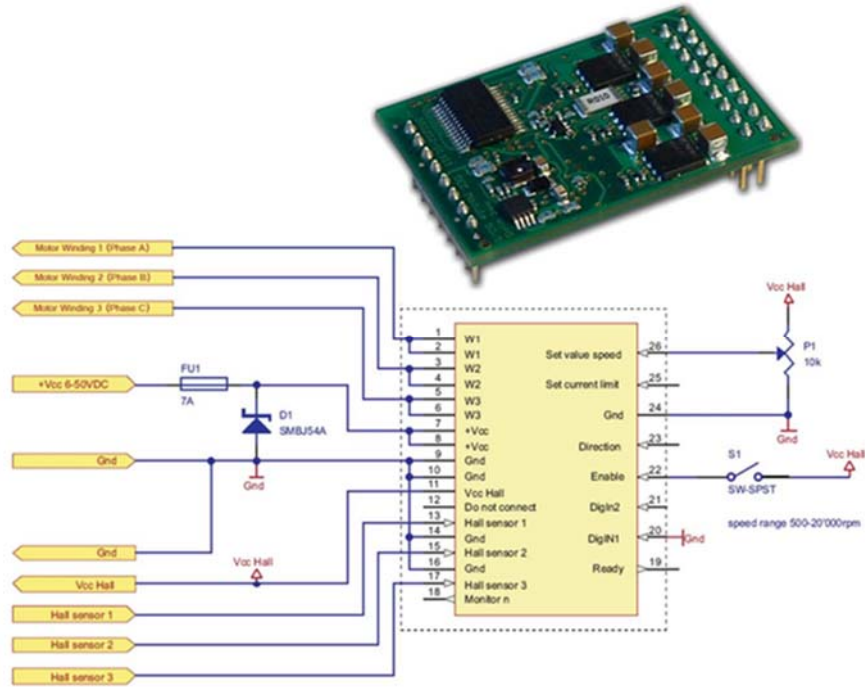 R010
Motor Winding 1 (Phase A)
Motor Winding 2 (Phase B)
Motor Winding 3 (Phase C)
+Vcc 6-50VDC
FU1
7A
D1
SMBJ54A
Gnd
Gnd
Gnd
Vcc Hall
Vcc Hall
Hall sensor 1
Hall sensor 2
Hall sensor 3
1 W1
2 W1
3 W2
4 W2
5 W3
6 W3
7 +Vcc
8 +Vcc
9 Gnd
10 Gnd
11 Vcc Hall
12 Do not connect
13 Hall sensor 1
14 Gnd
15 Hall sensor 2
16 Gnd
17 Hall sensor 3
18 Monitor n
Set value speed 26
Set current limit 25
Gnd 24
Direction 23
Enable 22
DigIn2 21
DigIN1 20
Ready 19
Vcc Hall
P1
10k
Gnd
S1
SW-SPST
Vcc Hall
Gnd
speed range 500-20'000rpm